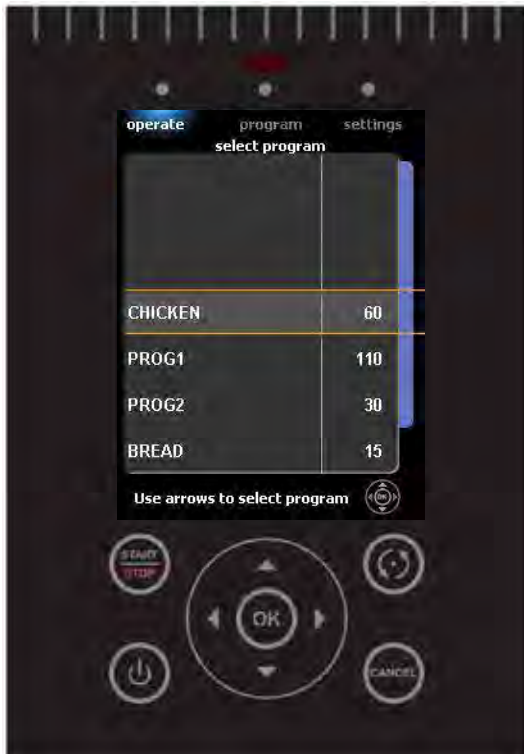 operate program settings
select program
CHICKEN 60
PROG1 110
PROG2 30
BREAD 15
Use arrows to select program OK
START
STOP
OK
CANCEL